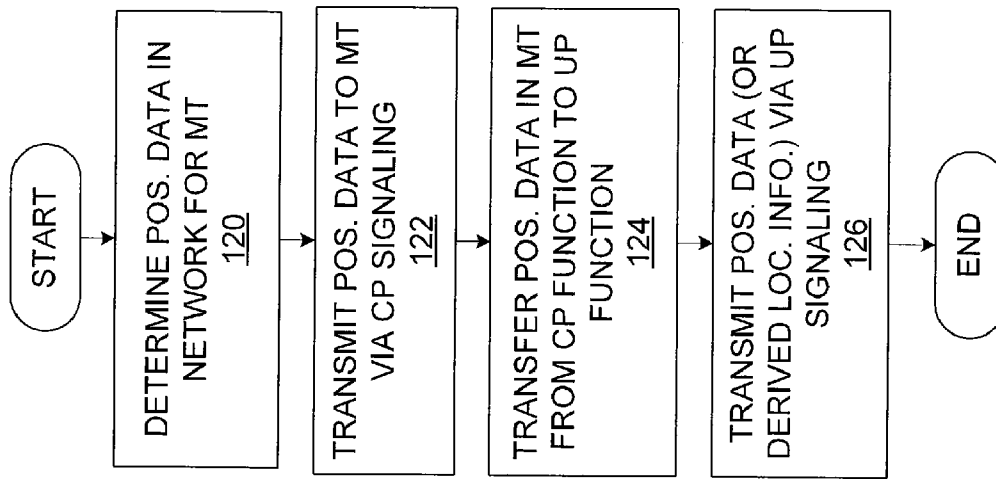 START
DETERMINE POS. DATA IN
NETWORK FOR MT
120
TRANSMIT POS. DATA TO MT
VIA CP SIGNALING
122
TRANSFER POS. DATA IN MT
FROM CP FUNCTION TO UP
FUNCTION
124
TRANSMIT POS. DATA (OR
DERIVED LOC. INFO.) VIA UP
SIGNALING
126
END